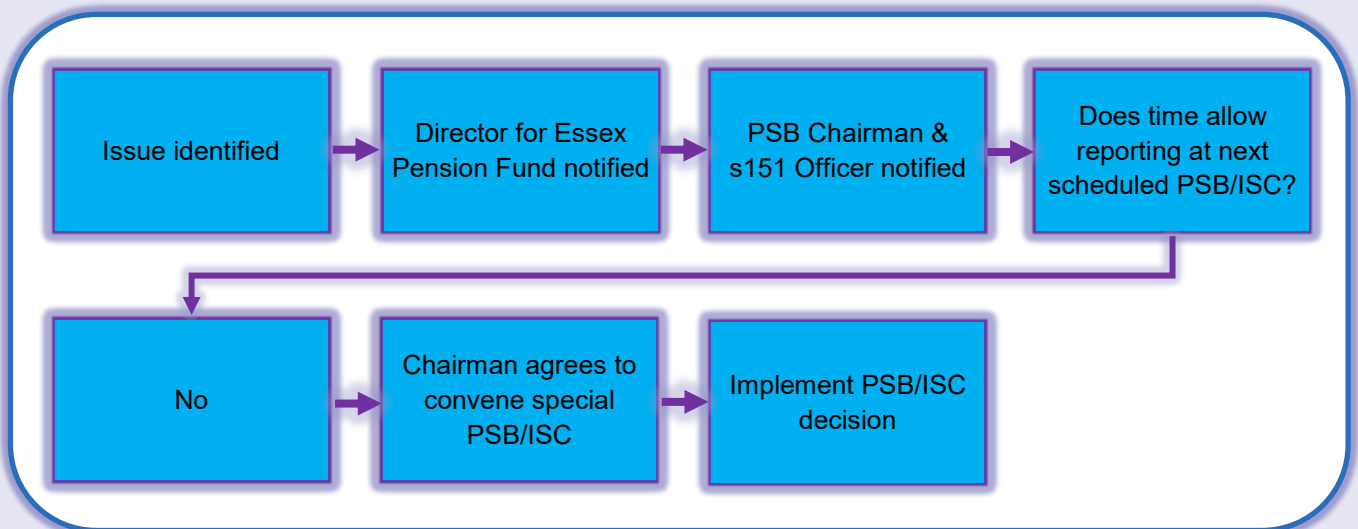 Issue identified
Director for Essex
Pension Fund notified
PSB Chairman &
s151 Officer notified
Does time allow
reporting at next
scheduled PSB/ISC?
No
Chairman agrees to
convene special
PSB/ISC
Implement PSB/ISC
decision